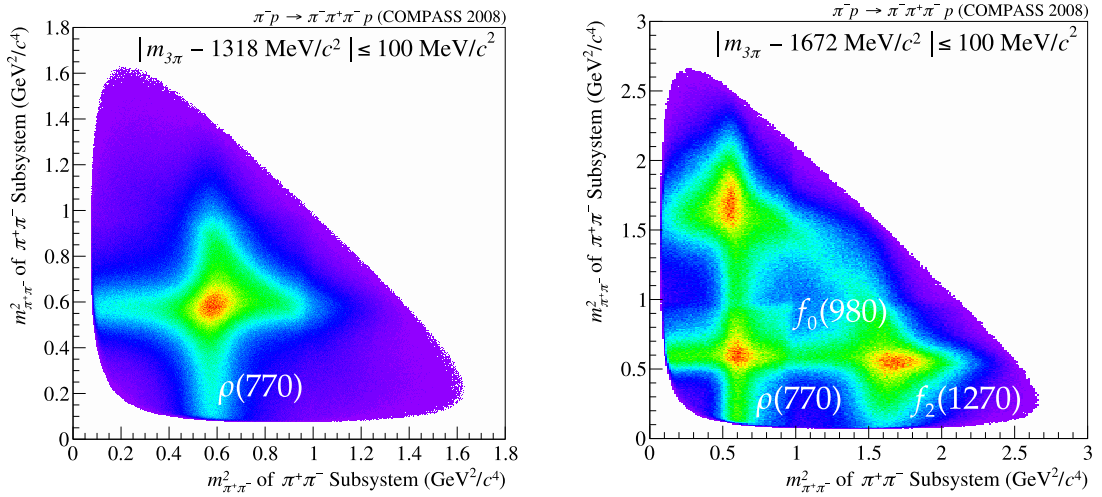 π⁻p → π⁻π⁺π⁻p (COMPASS 2008)
|m₃π − 1318 MeV/c²| ≤ 100 MeV/c²
m²π⁺π⁻ of π⁺π⁻ Subsystem (GeV²/c⁴)
1.8
1.6
1.4
1.2
1
0.8
0.6
0.4
0.2
0
ρ(770)
0 0.2 0.4 0.6 0.8 1 1.2 1.4 1.6 1.8
m²π⁺π⁻ of π⁺π⁻ Subsystem (GeV²/c⁴)
π⁻p → π⁻π⁺π⁻p (COMPASS 2008)
|m₃π − 1672 MeV/c²| ≤ 100 MeV/c²
m²π⁺π⁻ of π⁺π⁻ Subsystem (GeV²/c⁴)
3
2.5
2
1.5
1
0.5
0
f₀(980)
ρ(770) f₂(1270)
0 0.5 1 1.5 2 2.5 3
m²π⁺π⁻ of π⁺π⁻ Subsystem (GeV²/c⁴)